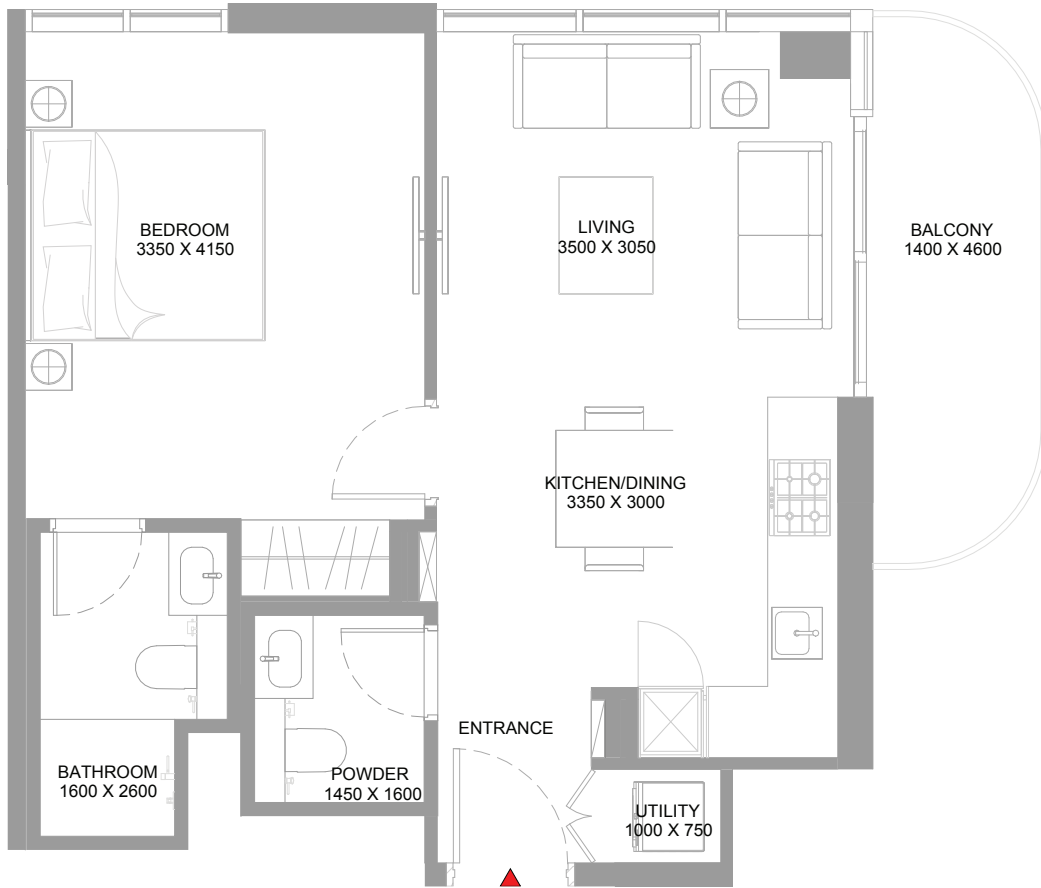 BEDROOM
3350 X 4150
LIVING
3500 X 3050
BALCONY
1400 X 4600
KITCHEN/DINING
3350 X 3000
ENTRANCE
BATHROOM
1600 X 2600
POWDER
1450 X 1600
UTILITY
1000 X 750